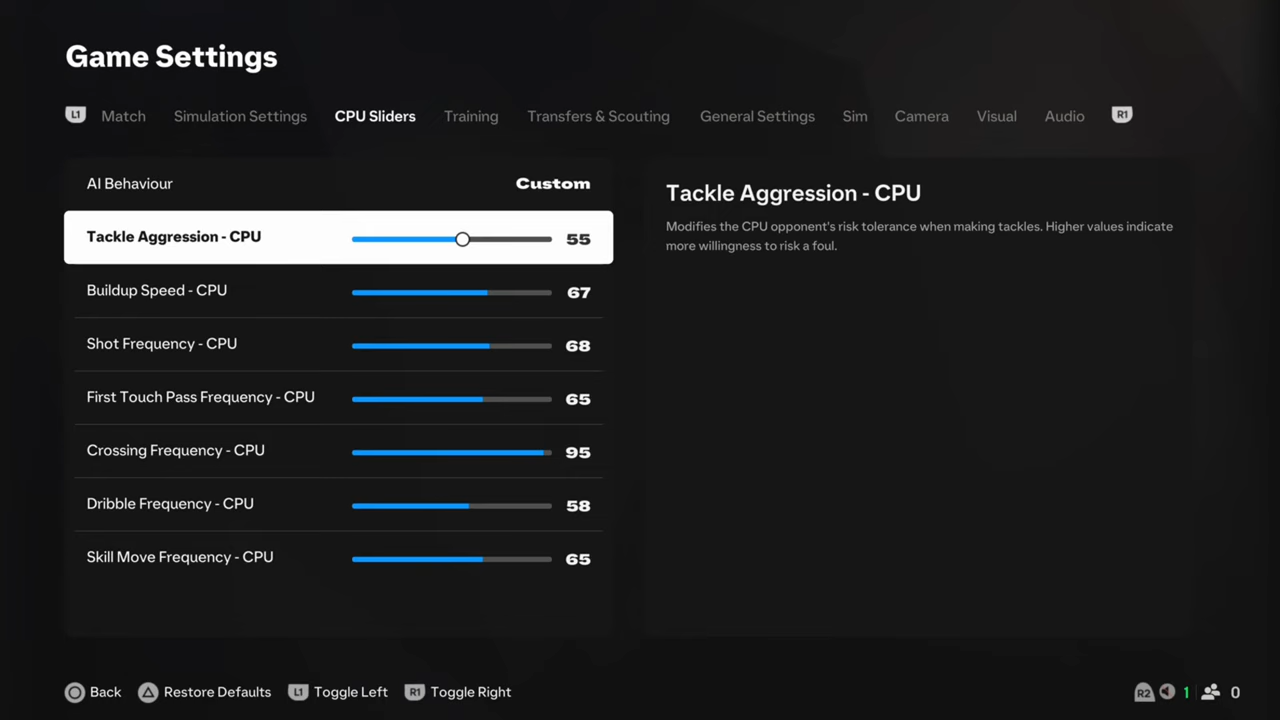 Game Settings
L1 Match Simulation Settings CPU Sliders Training Transfers & Scouting General Settings Sim Camera Visual Audio R1
AI Behaviour Custom
Tackle Aggression - CPU 55
Buildup Speed - CPU 67
Shot Frequency - CPU 68
First Touch Pass Frequency - CPU 65
Crossing Frequency - CPU 95
Dribble Frequency - CPU 58
Skill Move Frequency - CPU 65
Tackle Aggression - CPU
Modifies the CPU opponent's risk tolerance when making tackles. Higher values indicate
more willingness to risk a foul.
Back Restore Defaults L1 Toggle Left R1 Toggle Right
R2 1 0